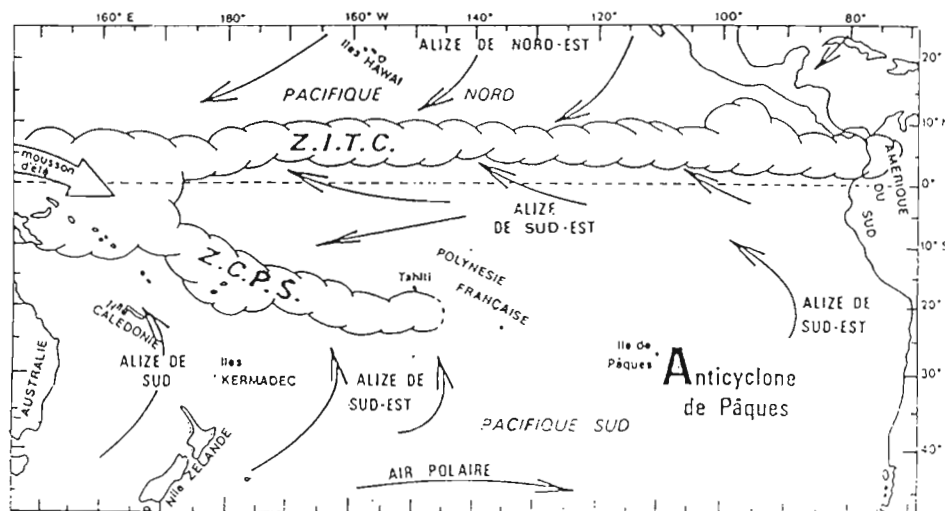 160° E
180°
160° W
140°
120°
100°
80°
Iles HAWAI
ALIZE DE NORD-EST
20°
PACIFIQUE NORD
10° N
Z.I.T.C.
mousson
d'été
0°
AMERIQUE
DU SUD
ALIZE
DE SUD-EST
10° S
Z.C.P.S.
Tahiti
POLYNESIE
FRANÇAISE
Nlle
CALEDONIE
ALIZE DE
SUD-EST
20°
AUSTRALIE
ALIZE DE
SUD
Iles
KERMADEC
ALIZE DE
SUD-EST
Ile de
Pâques
Anticyclone
de Pâques
30°
PACIFIQUE SUD
Nlle ZELANDE
40°
AIR POLAIRE